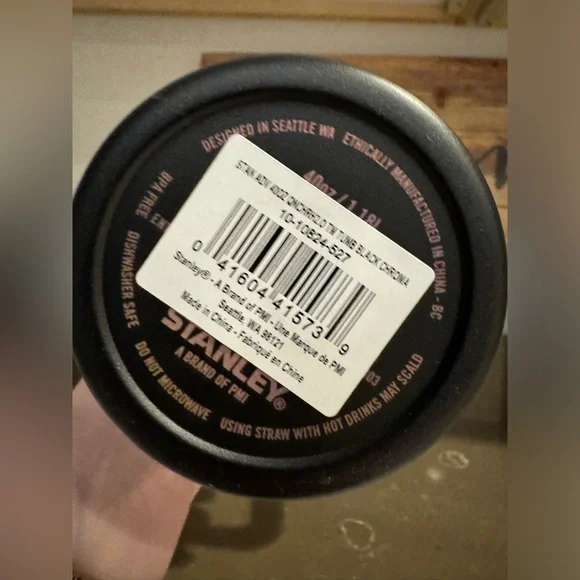 DESIGNED IN SEATTLE WA ETHICALLY MANUFACTURED IN CHINA - BC
40oz / 1.18L
STAN ADV 40OZ QNCHRH2.0 TW TUMB BLACK CHROMA
10-10824-527
0 41604 41573 9
Stanley® - A Brand of PMI - Une Marque de PMI
Seattle, WA 98121
Made in China - Fabriqué en Chine
BPA FREE
DISHWASHER SAFE
DO NOT MICROWAVE
USING STRAW WITH HOT DRINKS MAY SCALD
STANLEY®
A BRAND OF PMI